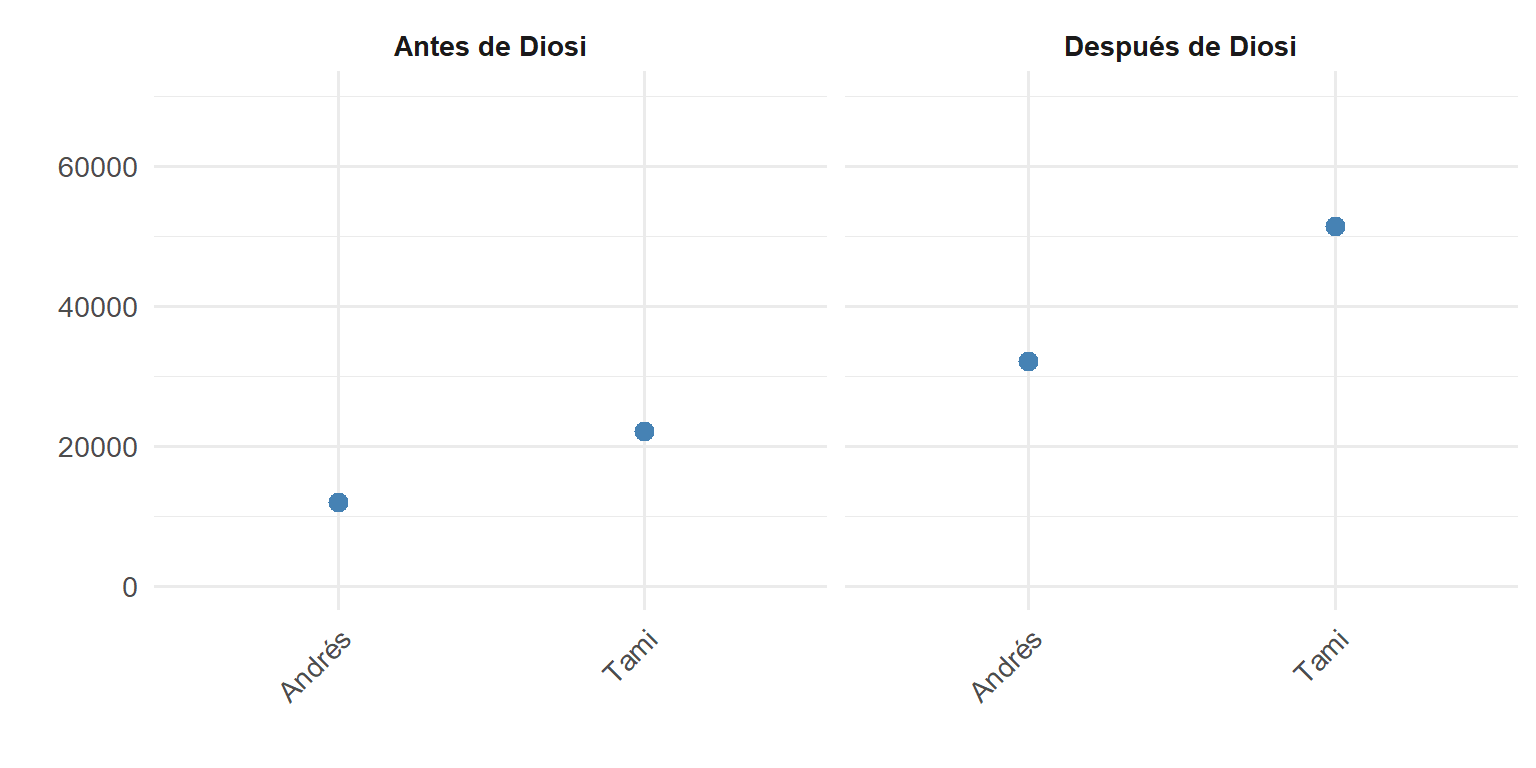 Antes de Diosi
Después de Diosi
60000
40000
20000
0
Andrés
Tami
Andrés
Tami